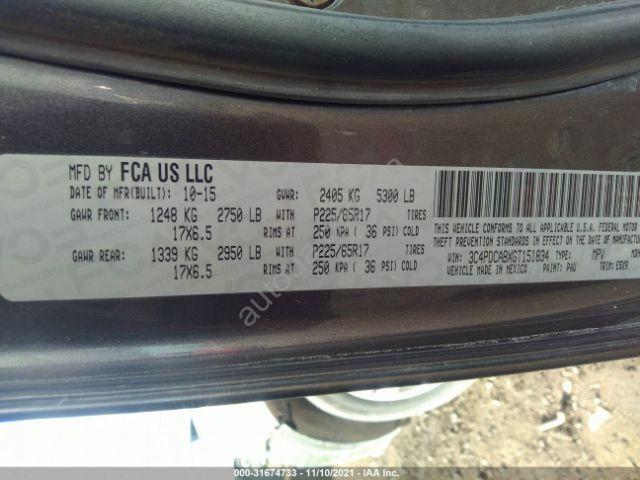 MFD BY FCA US LLC
DATE OF MFR(BUILT): 10-15 GVWR: 2405 KG 5300 LB
GAWR FRONT: 1248 KG 2750 LB WITH P225/65R17 TIRES
17X6.5 RIMS AT 250 KPA ( 36 PSI) COLD
GAWR REAR: 1339 KG 2950 LB WITH P225/65R17 TIRES
17X6.5 RIMS AT 250 KPA ( 36 PSI) COLD
THIS VEHICLE CONFORMS TO ALL APPLICABLE U.S.A. FEDERAL MOTOR
THEFT PREVENTION STANDARDS IN EFFECT ON THE DATE OF MANUFACTUR
VIN: 3C4PDCABXGT151834 TYPE: MPV
VEHICLE MADE IN MEXICO PAINT: PAU TRIM: E5X9
000-31674733 - 11/10/2021 - IAA Inc.